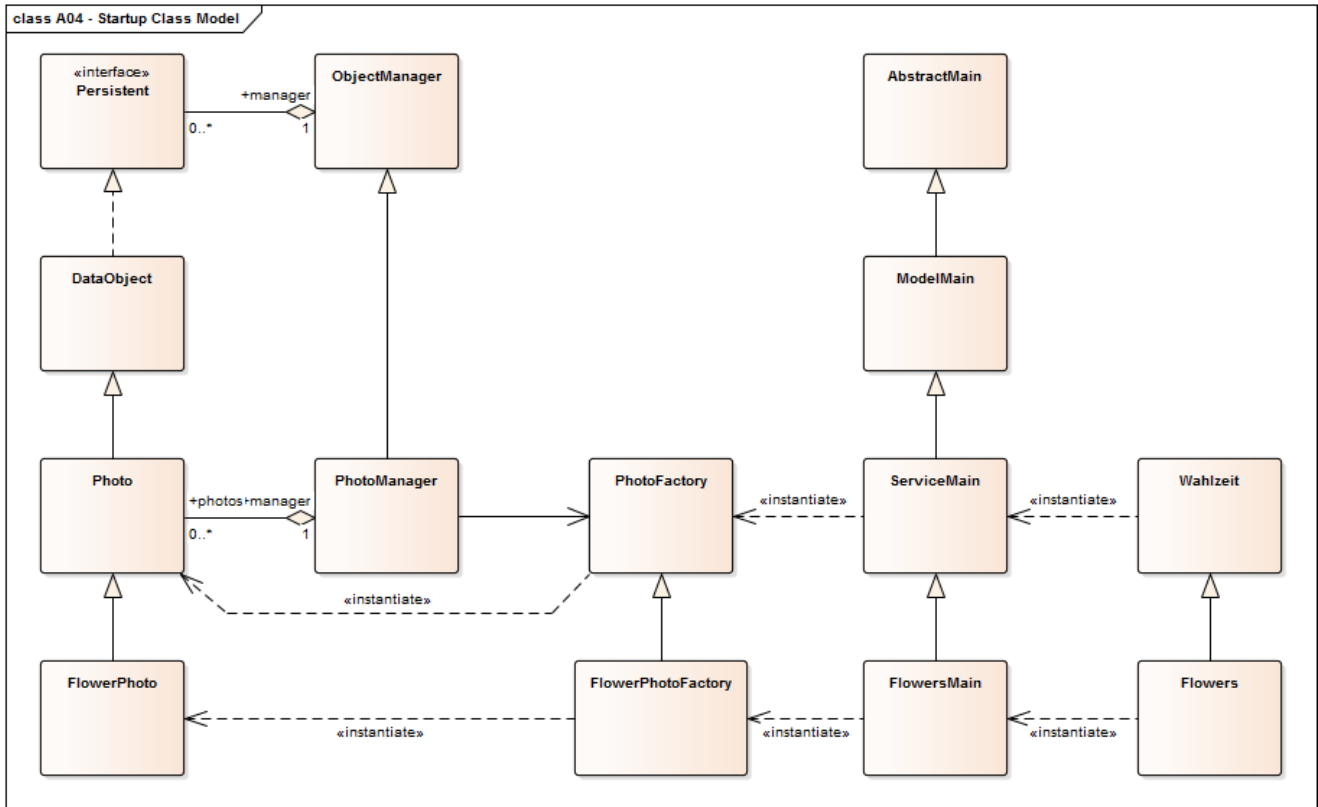 class A04 - Startup Class Model
«interface»
Persistent
+manager
0..*
1
ObjectManager
AbstractMain
DataObject
ModelMain
Photo
+photos+manager
0..*
1
PhotoManager
PhotoFactory
«instantiate»
ServiceMain
«instantiate»
Wahlzeit
«instantiate»
FlowerPhoto
«instantiate»
FlowerPhotoFactory
«instantiate»
FlowersMain
«instantiate»
Flowers